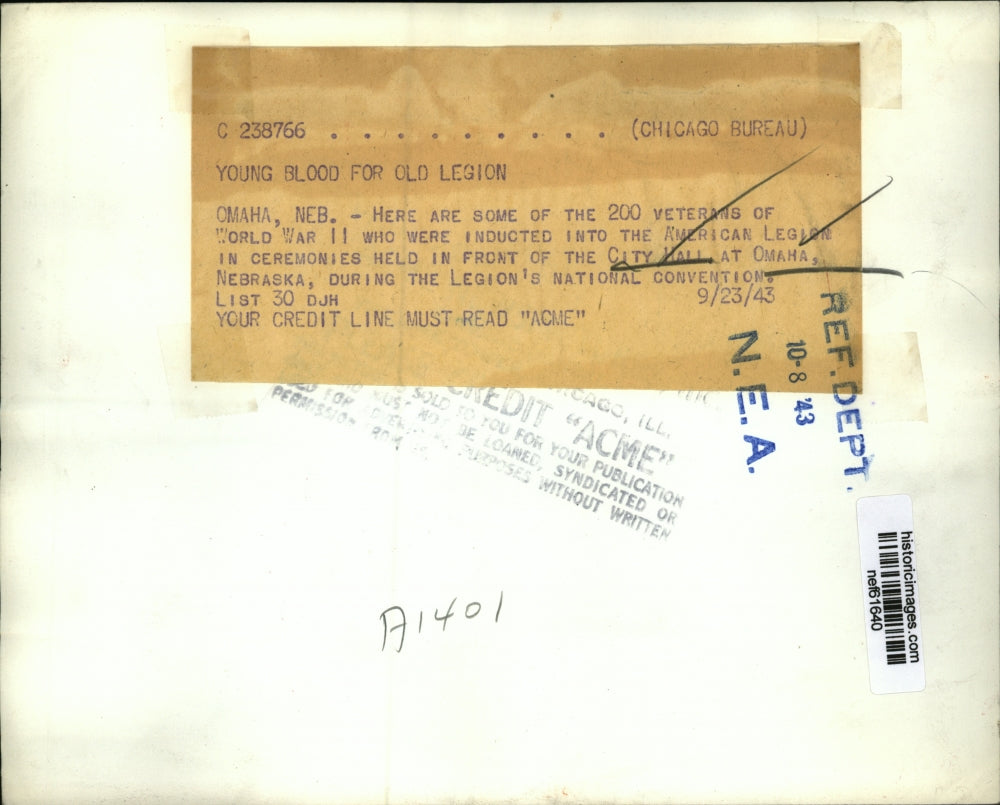 C 238766 . . . . . . . . . . (CHICAGO BUREAU)
YOUNG BLOOD FOR OLD LEGION
OMAHA, NEB. - HERE ARE SOME OF THE 200 VETERANS OF
WORLD WAR II WHO WERE INDUCTED INTO THE AMERICAN LEGION
IN CEREMONIES HELD IN FRONT OF THE CITY HALL AT OMAHA,
NEBRASKA, DURING THE LEGION'S NATIONAL CONVENTION.
LIST 30 DJH 9/23/43
YOUR CREDIT LINE MUST READ "ACME"
REF. DEPT.
10-8 '43
N.E.A.
CHICAGO, ILL.
CREDIT "ACME"
SOLD TO YOU FOR YOUR PUBLICATION
BE LOANED, SYNDICATED OR
PURPOSES WITHOUT WRITTEN
PERMISSION FROM
historicimages.com
nef61640
A1401